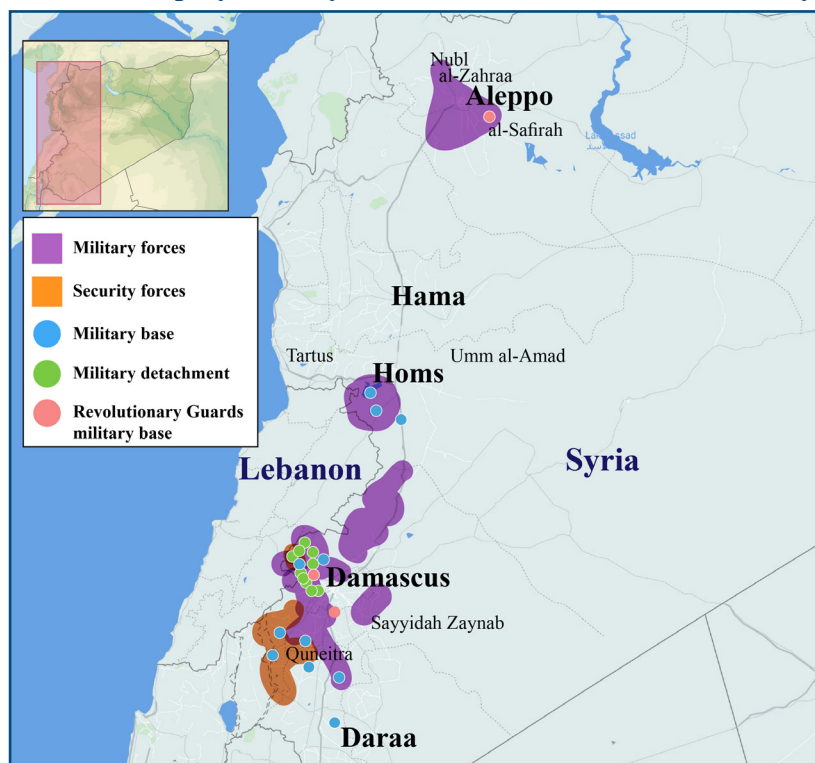 Nubl
al-Zahraa
Aleppo
al-Safirah
Military forces
Security forces
Military base
Military detachment
Revolutionary Guards
military base
Hama
Tartus
Umm al-Amad
Homs
Lebanon
Syria
Damascus
Sayyidah Zaynab
Quneitra
Daraa